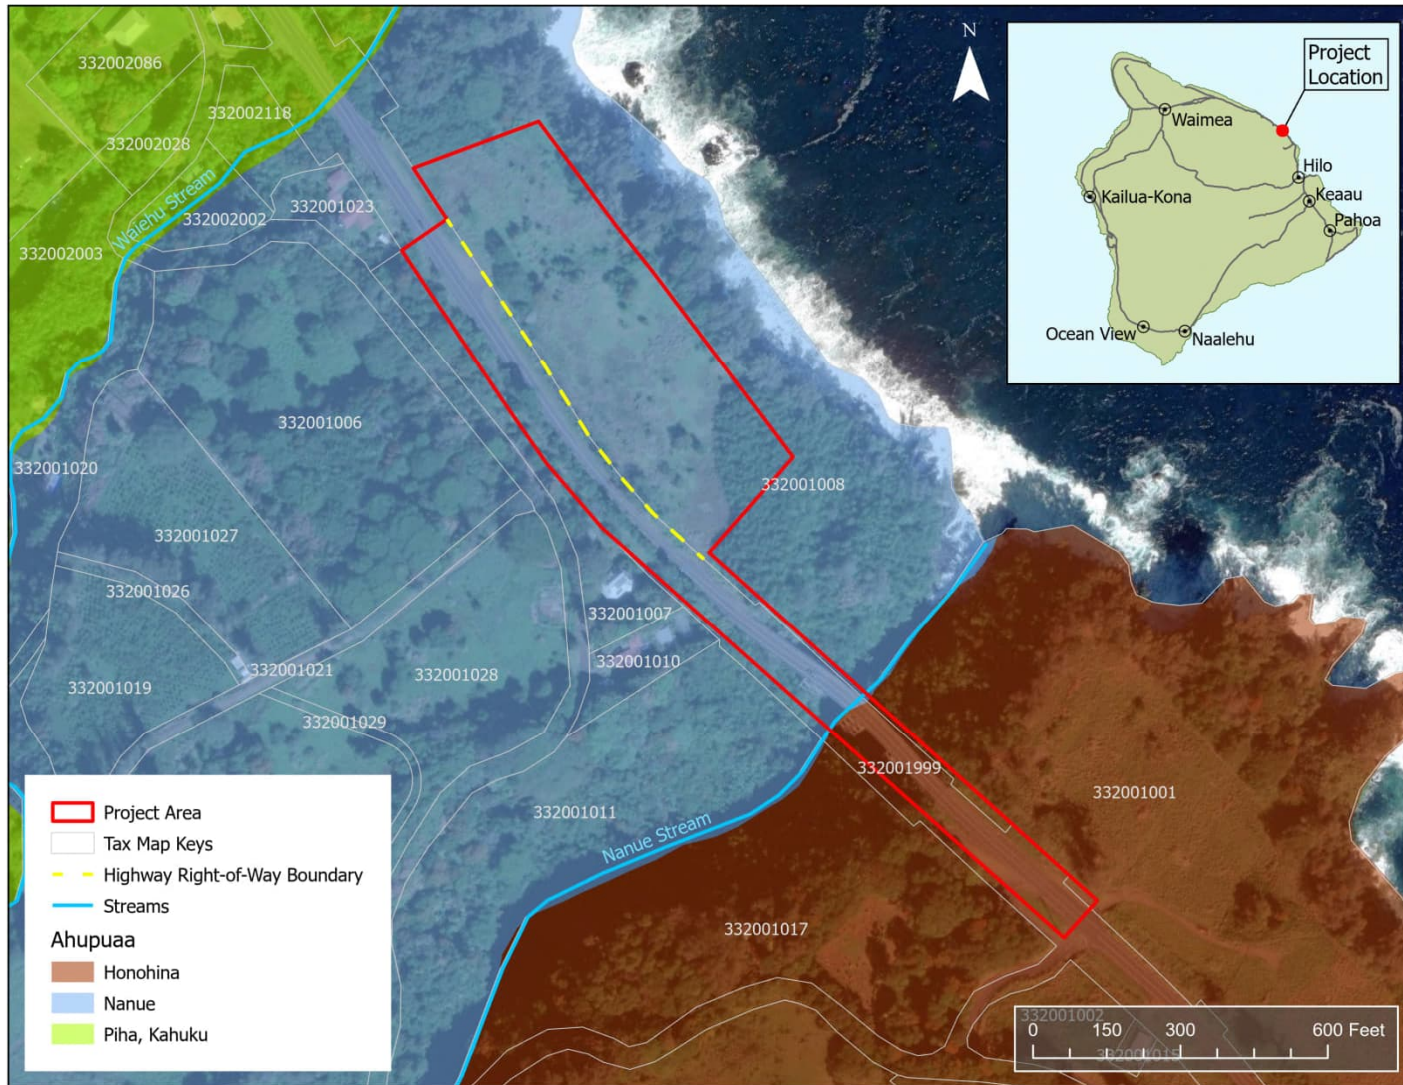 332002086
332002118
332002028
Waiehu Stream
332002002
332001023
332002003
N
Project
Location
Waimea
Hilo
Keaau
Kailua-Kona
Pahoa
Ocean View
Naalehu
332001006
332001020
332001008
332001027
332001026
332001007
332001010
332001021
332001028
332001019
332001029
332001999
332001001
332001011
Nanue Stream
332001017
332001002
332001015
Project Area
Tax Map Keys
Highway Right-of-Way Boundary
Streams
Ahupuaa
Honohina
Nanue
Piha, Kahuku
0 150 300 600 Feet